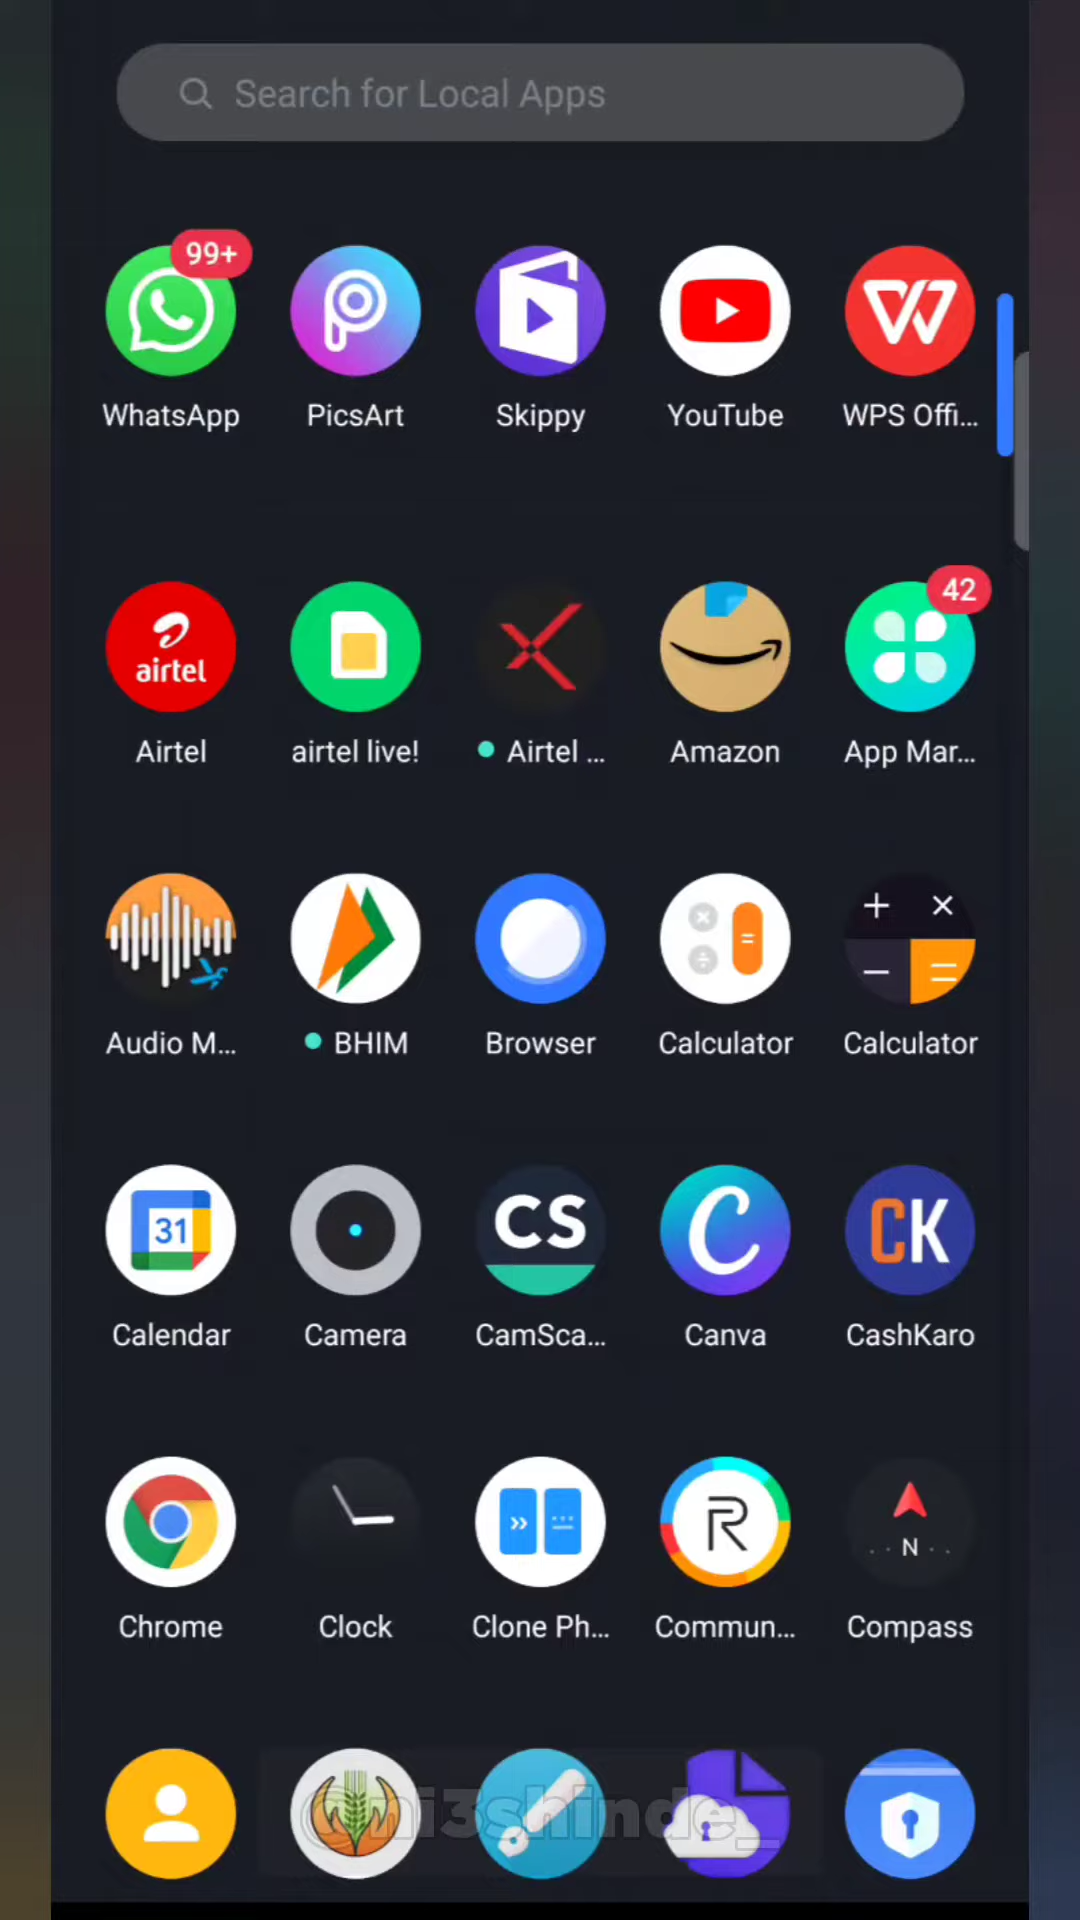 Search for Local Apps
99+
WhatsApp
PicsArt
Skippy
YouTube
WPS Offi...
airtel
42
Airtel
airtel live!
Airtel ...
Amazon
App Mar...
Audio M...
BHIM
Browser
Calculator
Calculator
31
CS
CK
Calendar
Camera
CamSca...
Canva
CashKaro
R
N
Chrome
Clock
Clone Ph...
Commun...
Compass
@ni3shinde_